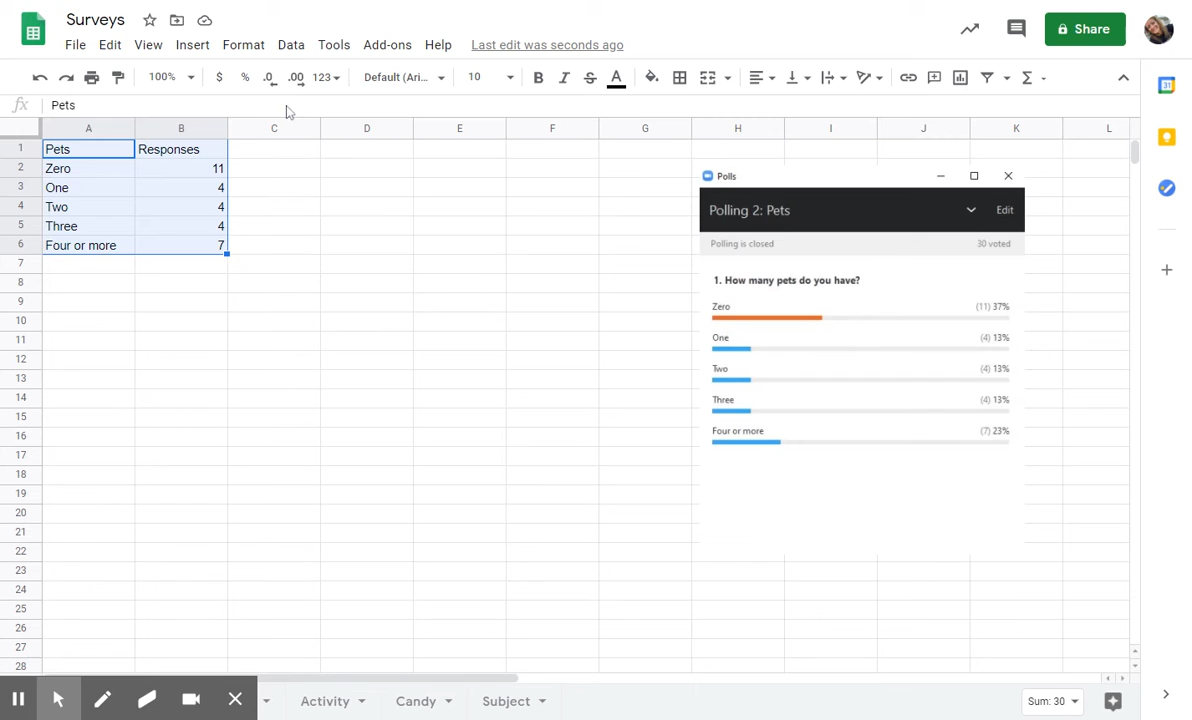 Surveys
File Edit View Insert Format Data Tools Add-ons Help Last edit was seconds ago
Share
100% $ % .0 .00 123 Default (Ari... 10 B I S A Σ
fx Pets
A B C D E F G H I J K L
1 Pets Responses
2 Zero 11
3 One 4
4 Two 4
5 Three 4
6 Four or more 7
7
8
9
10
11
12
13
14
15
16
17
18
19
20
21
22
23
24
25
26
27
28
Polls
Polling 2: Pets Edit
Polling is closed 30 voted
1. How many pets do you have?
Zero (11) 37%
One (4) 13%
Two (4) 13%
Three (4) 13%
Four or more (7) 23%
Activity Candy Subject Sum: 30
31